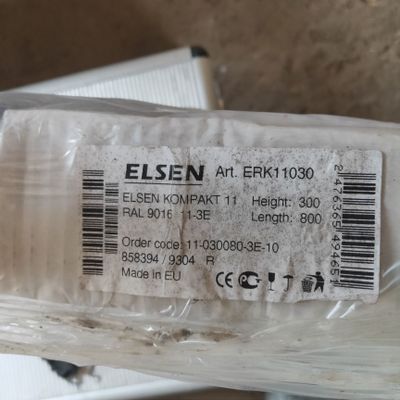 ELSEN Art. ERK11030
ELSEN KOMPAKT 11 Height: 300
RAL 9016 11-3E Length: 800
Order code: 11-030080-3E-10
858394 / 9304 R
Made in EU